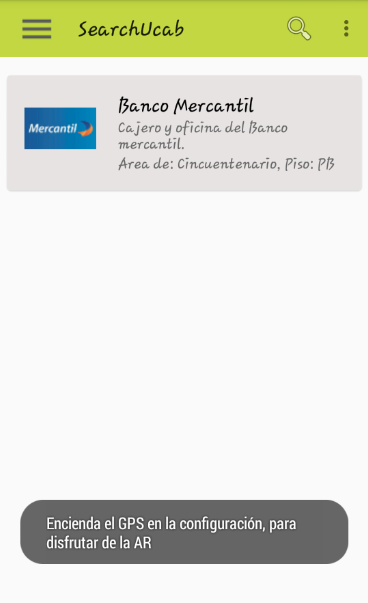 SearchUcab
Mercantil
Banco Mercantil
Cajero y oficina del Banco
mercantil.
Area de: Cincuentenario, Piso: PB
Encienda el GPS en la configuración, para
disfrutar de la AR